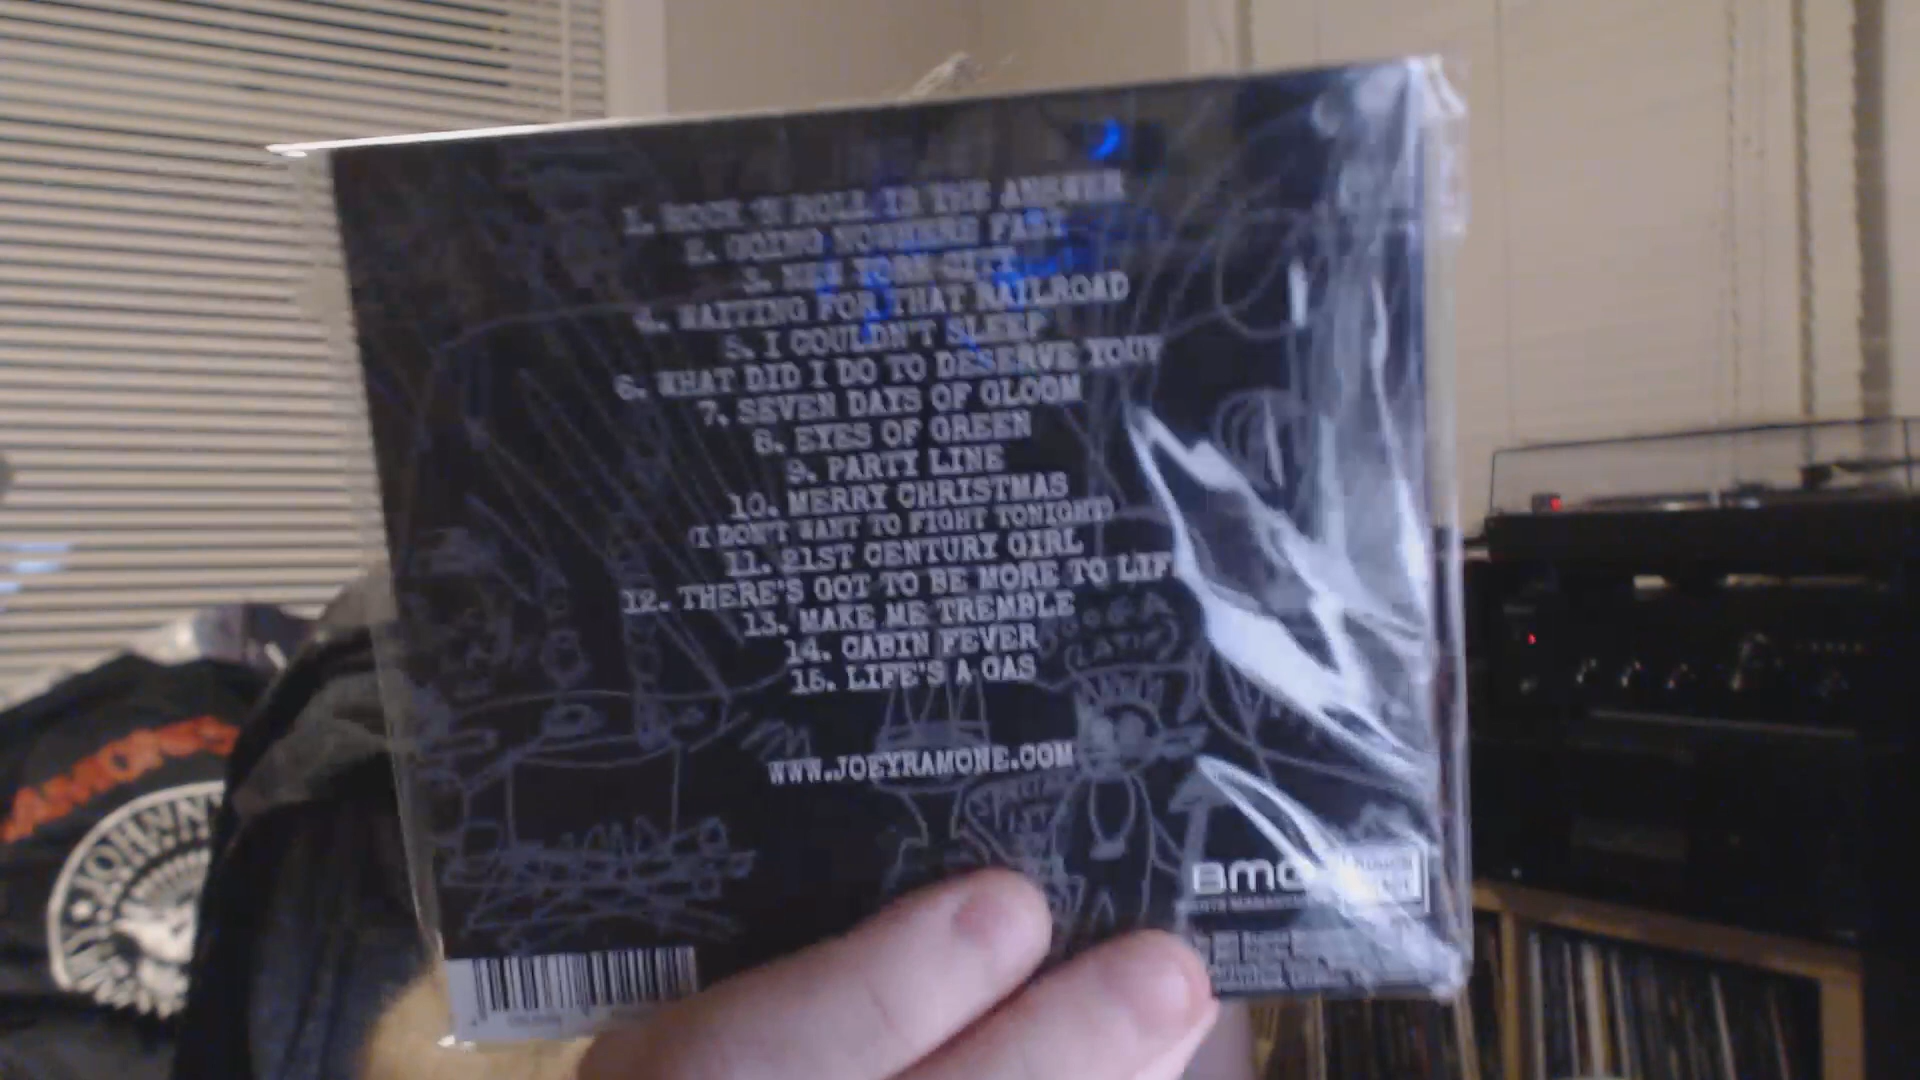 1. ROCK 'N ROLL IS THE ANSWER
2. GOING NOWHERE FAST
3. NEW YORK CITY
4. WAITING FOR THAT RAILROAD
5. I COULDN'T SLEEP
6. WHAT DID I DO TO DESERVE YOU?
7. SEVEN DAYS OF GLOOM
8. EYES OF GREEN
9. PARTY LINE
10. MERRY CHRISTMAS
(I DON'T WANT TO FIGHT TONIGHT)
11. 21ST CENTURY GIRL
12. THERE'S GOT TO BE MORE TO LIF
13. MAKE ME TREMBLE
14. CABIN FEVER
15. LIFE'S A GAS
WWW.JOEYRAMONE.COM
BMG
AMONES
JOHNNY